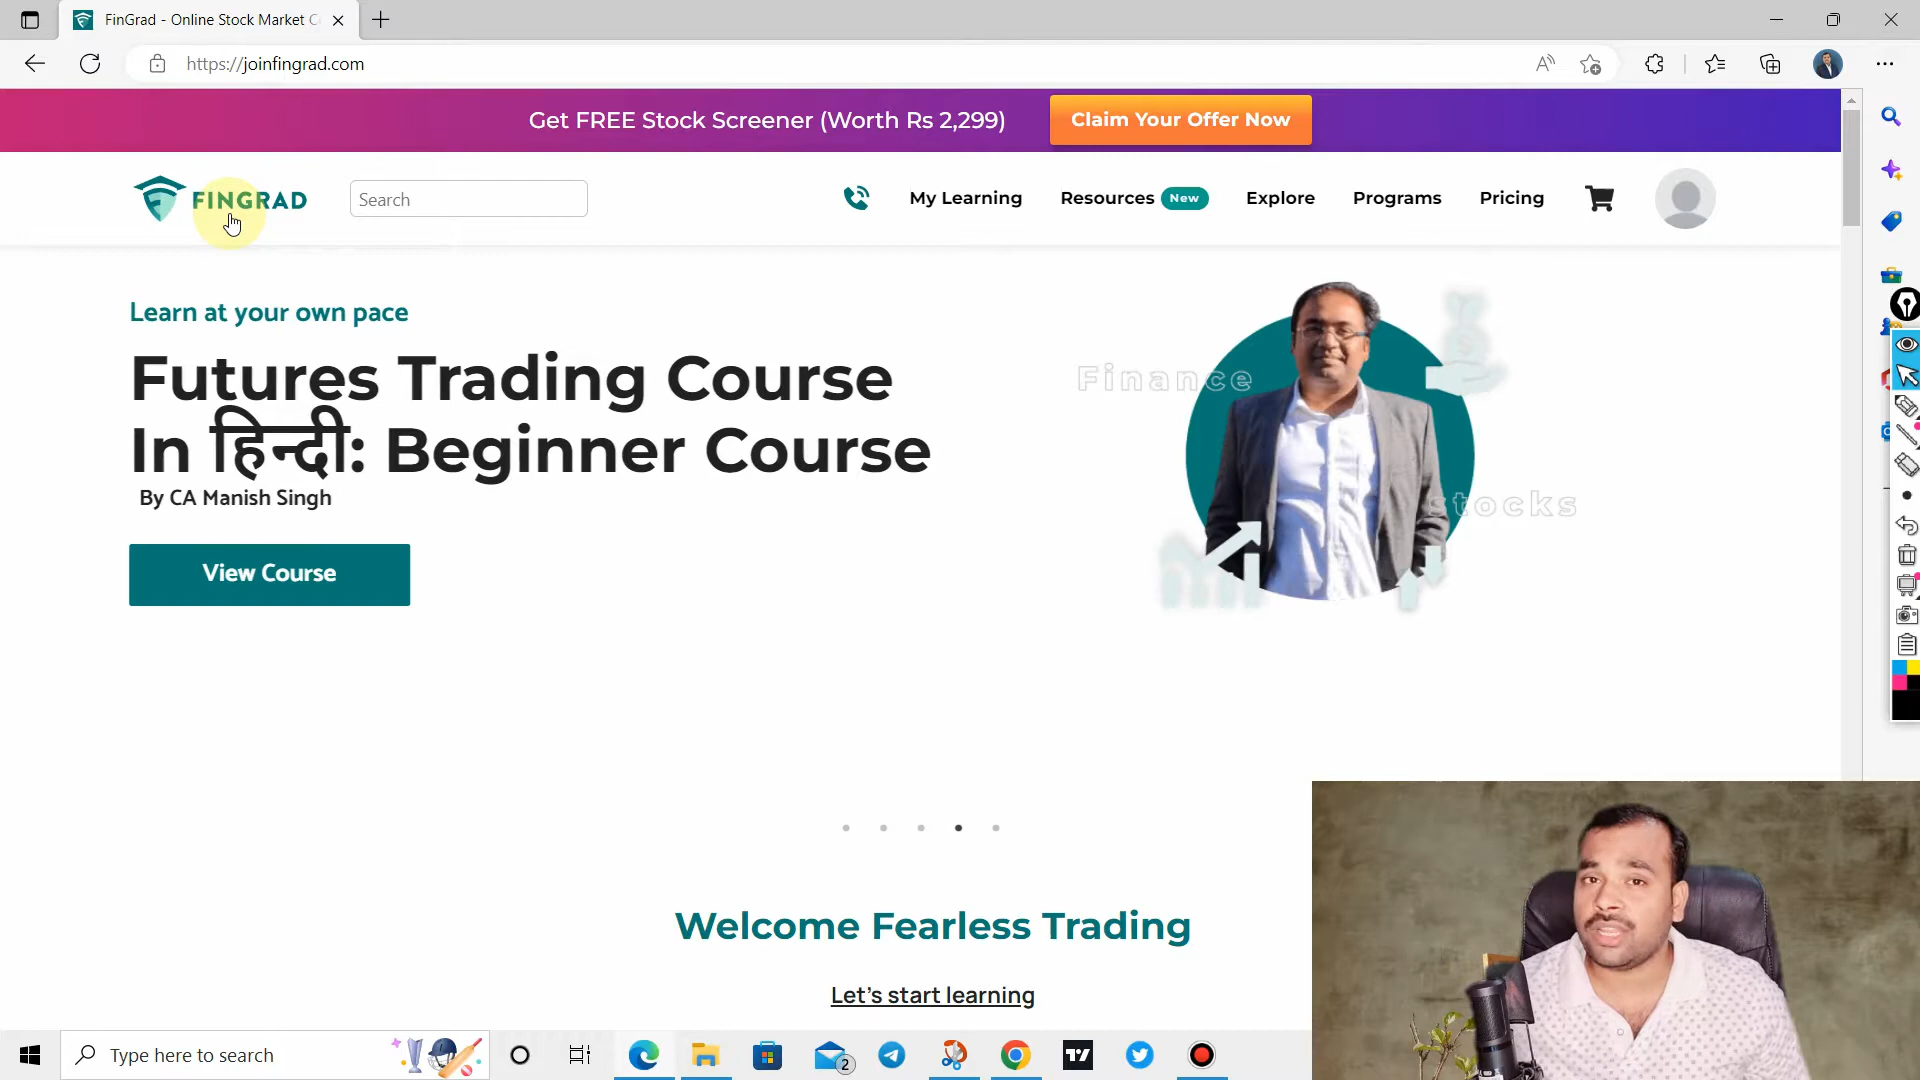 FinGrad - Online Stock Market C
https://joinfingrad.com
Get FREE Stock Screener (Worth Rs 2,299)
Claim Your Offer Now
FINGRAD
Search
My Learning
Resources New
Explore
Programs
Pricing
Learn at your own pace
Futures Trading Course
In हिन्दी: Beginner Course
By CA Manish Singh
View Course
Finance
stocks
Welcome Fearless Trading
Let's start learning
Type here to search
2